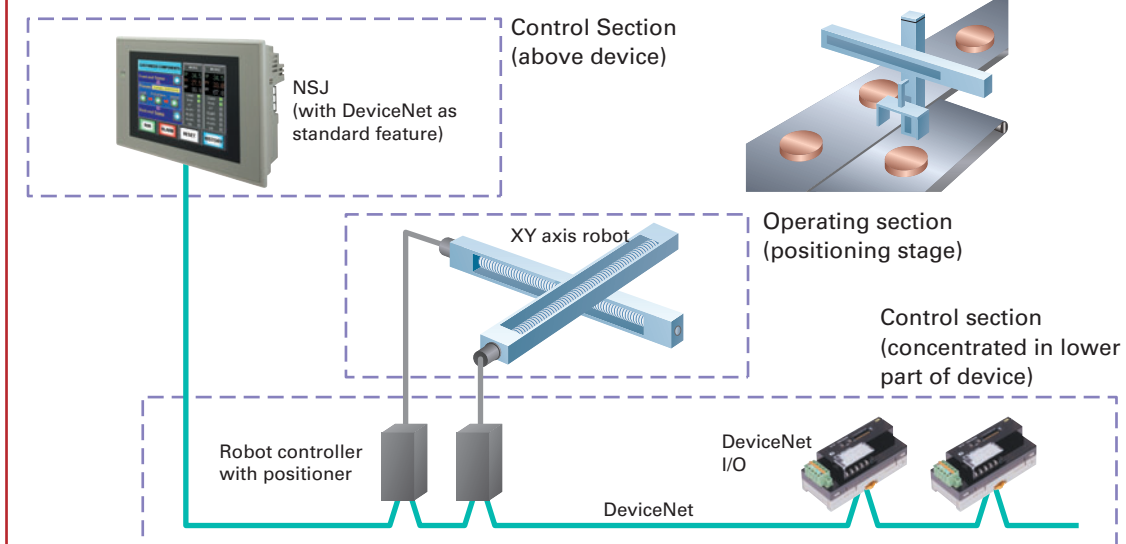 Control Section
(above device)
NSJ
(with DeviceNet as
standard feature)
XY axis robot
Operating section
(positioning stage)
Control section
(concentrated in lower
part of device)
Robot controller
with positioner
DeviceNet
I/O
DeviceNet